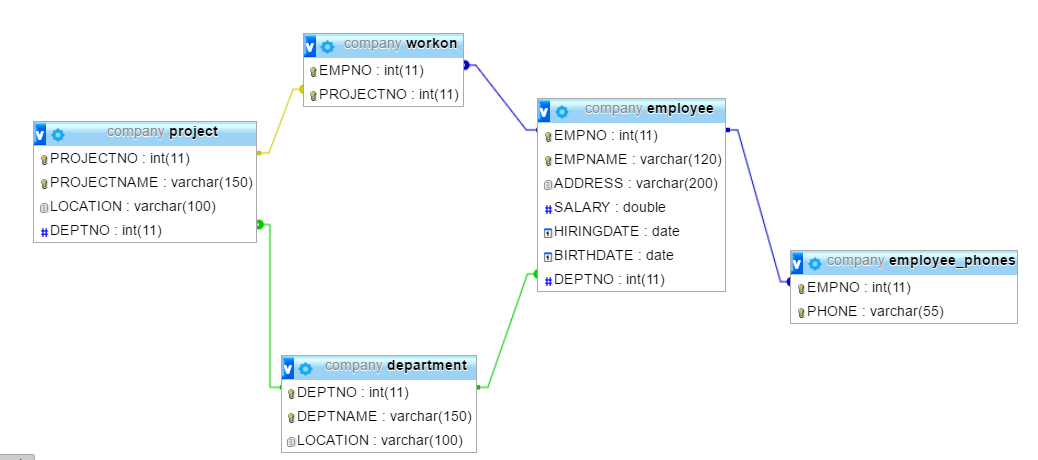 company workon
EMPNO : int(11)
PROJECTNO : int(11)
company project
PROJECTNO : int(11)
PROJECTNAME : varchar(150)
LOCATION : varchar(100)
DEPTNO : int(11)
company employee
EMPNO : int(11)
EMPNAME : varchar(120)
ADDRESS : varchar(200)
SALARY : double
HIRINGDATE : date
BIRTHDATE : date
DEPTNO : int(11)
company employee_phones
EMPNO : int(11)
PHONE : varchar(55)
company department
DEPTNO : int(11)
DEPTNAME : varchar(150)
LOCATION : varchar(100)